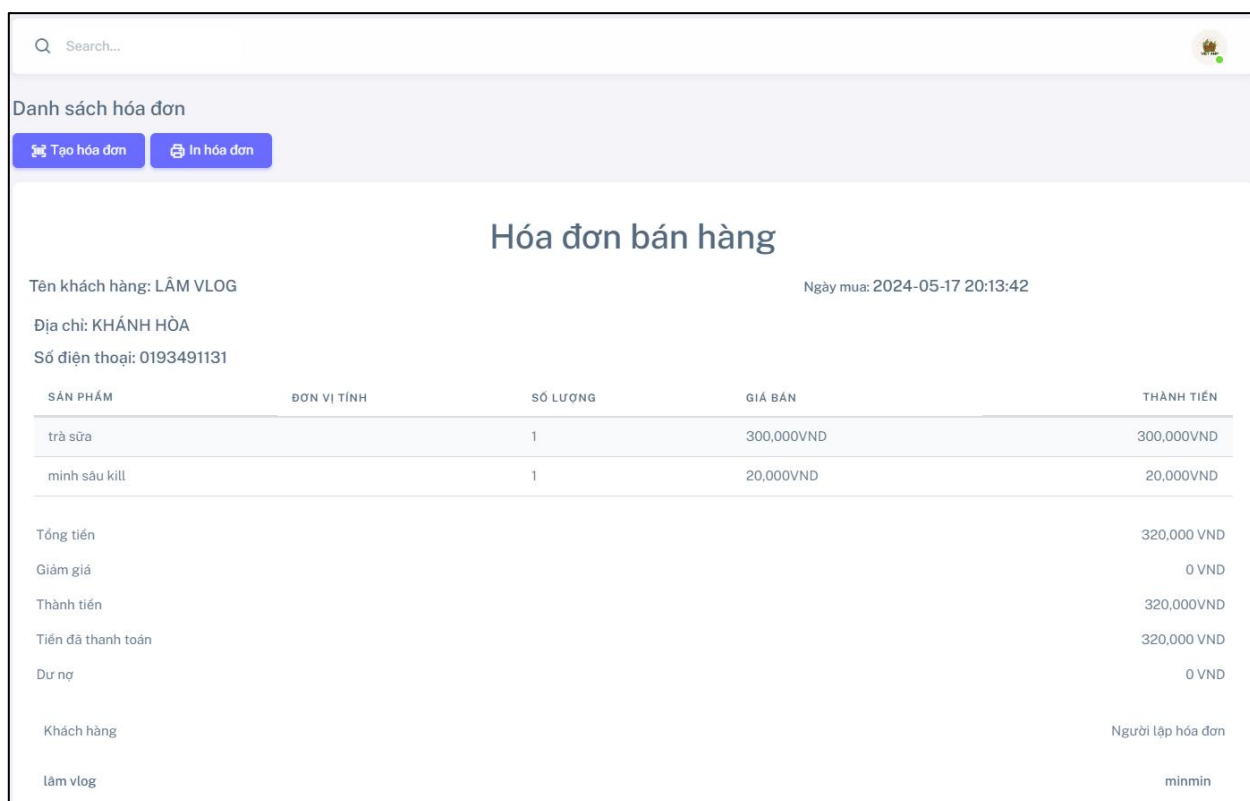 Search...
Danh sách hóa đơn
Tạo hóa đơn In hóa đơn
Hóa đơn bán hàng
Tên khách hàng: LÂM VLOG Ngày mua: 2024-05-17 20:13:42
Địa chỉ: KHÁNH HÒA
Số điện thoại: 0193491131
SẢN PHẨM ĐƠN VỊ TÍNH SỐ LƯỢNG GIÁ BÁN THÀNH TIỀN
trà sữa 1 300,000VND 300,000VND
minh sâu kill 1 20,000VND 20,000VND
Tổng tiền 320,000 VND
Giảm giá 0 VND
Thành tiền 320,000VND
Tiền đã thanh toán 320,000 VND
Dư nợ 0 VND
Khách hàng Người lập hóa đơn
lâm vlog minmin